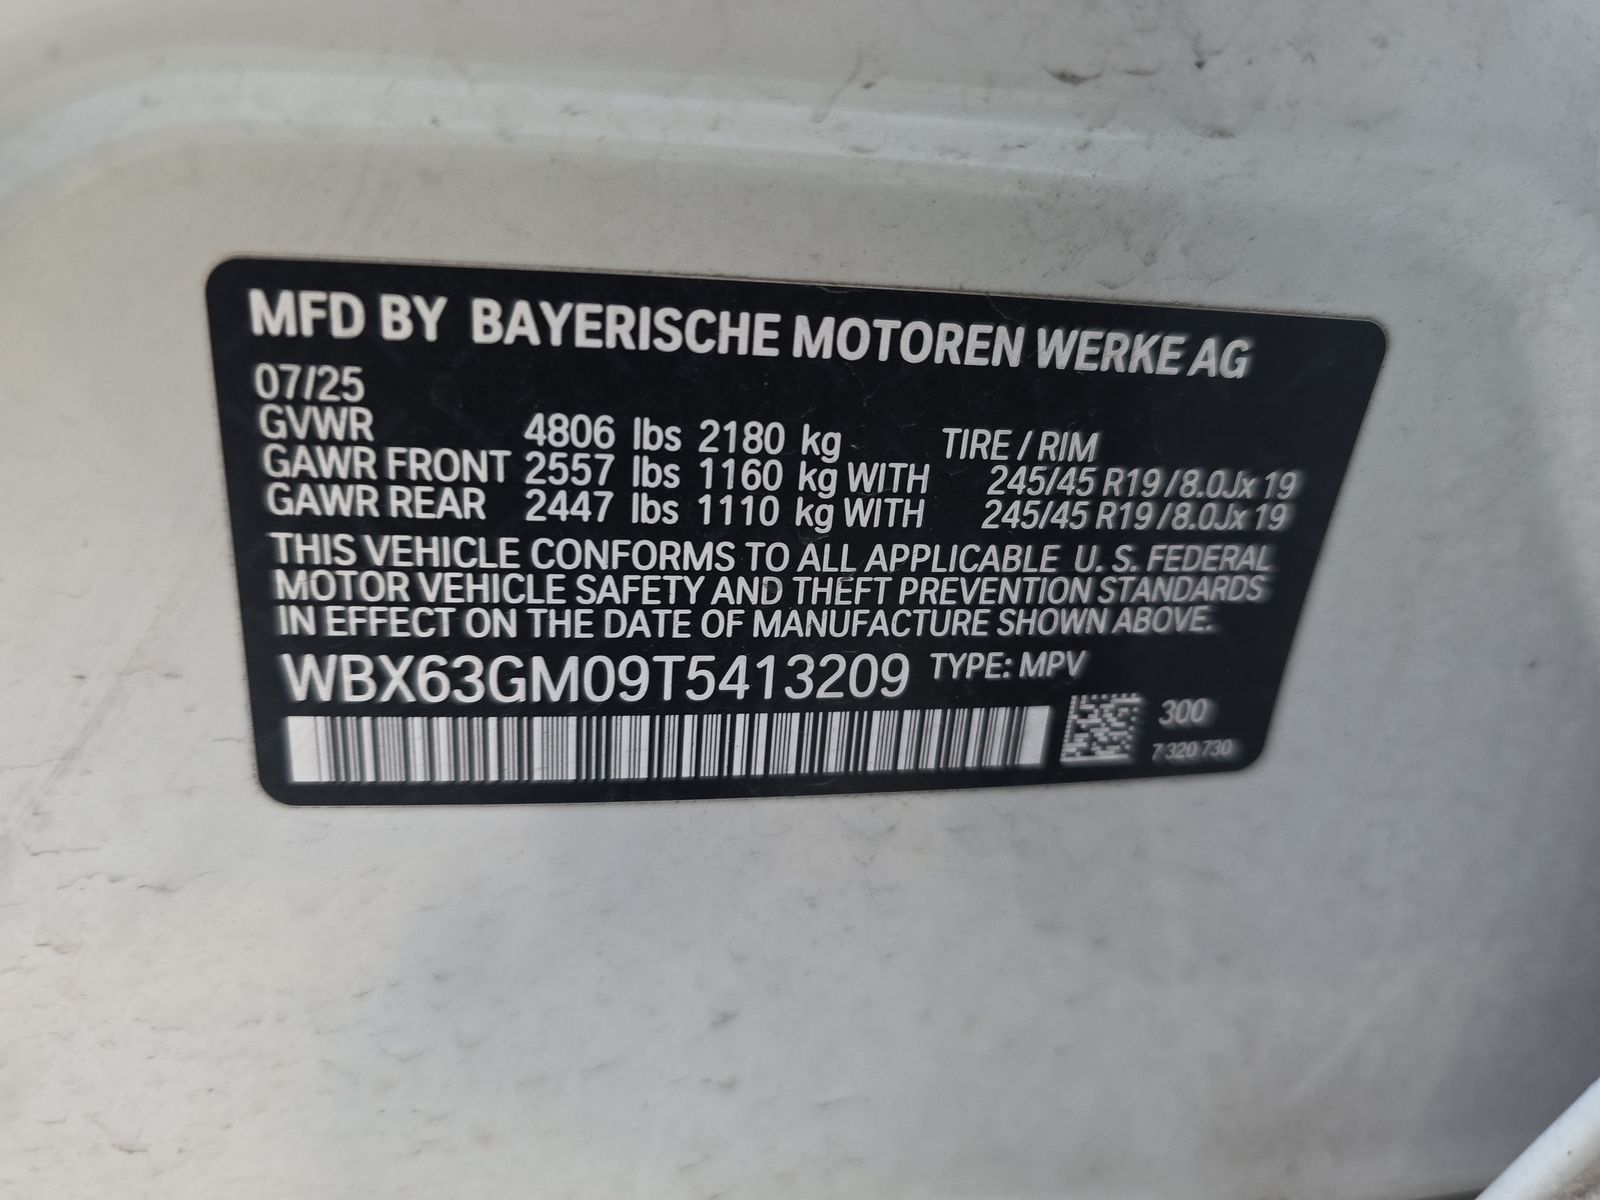 MFD BY BAYERISCHE MOTOREN WERKE AG
07/25
GVWR 4806 lbs 2180 kg TIRE / RIM
GAWR FRONT 2557 lbs 1160 kg WITH 245/45 R19 / 8.0Jx 19
GAWR REAR 2447 lbs 1110 kg WITH 245/45 R19 / 8.0Jx 19
THIS VEHICLE CONFORMS TO ALL APPLICABLE U. S. FEDERAL
MOTOR VEHICLE SAFETY AND THEFT PREVENTION STANDARDS
IN EFFECT ON THE DATE OF MANUFACTURE SHOWN ABOVE.
WBX63GM09T5413209 TYPE: MPV
300
7 320 730